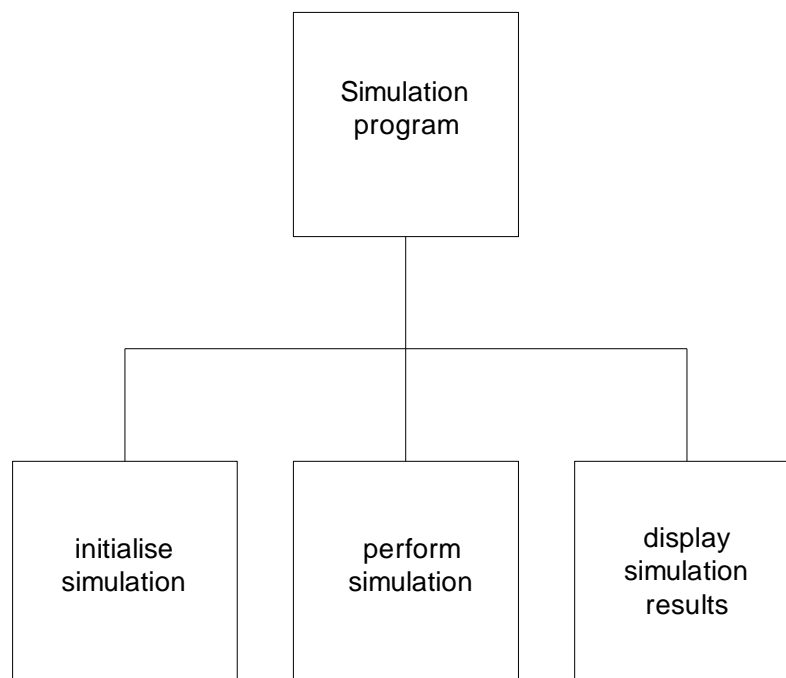 Simulation
program
initialise
simulation
perform
simulation
display
simulation
results